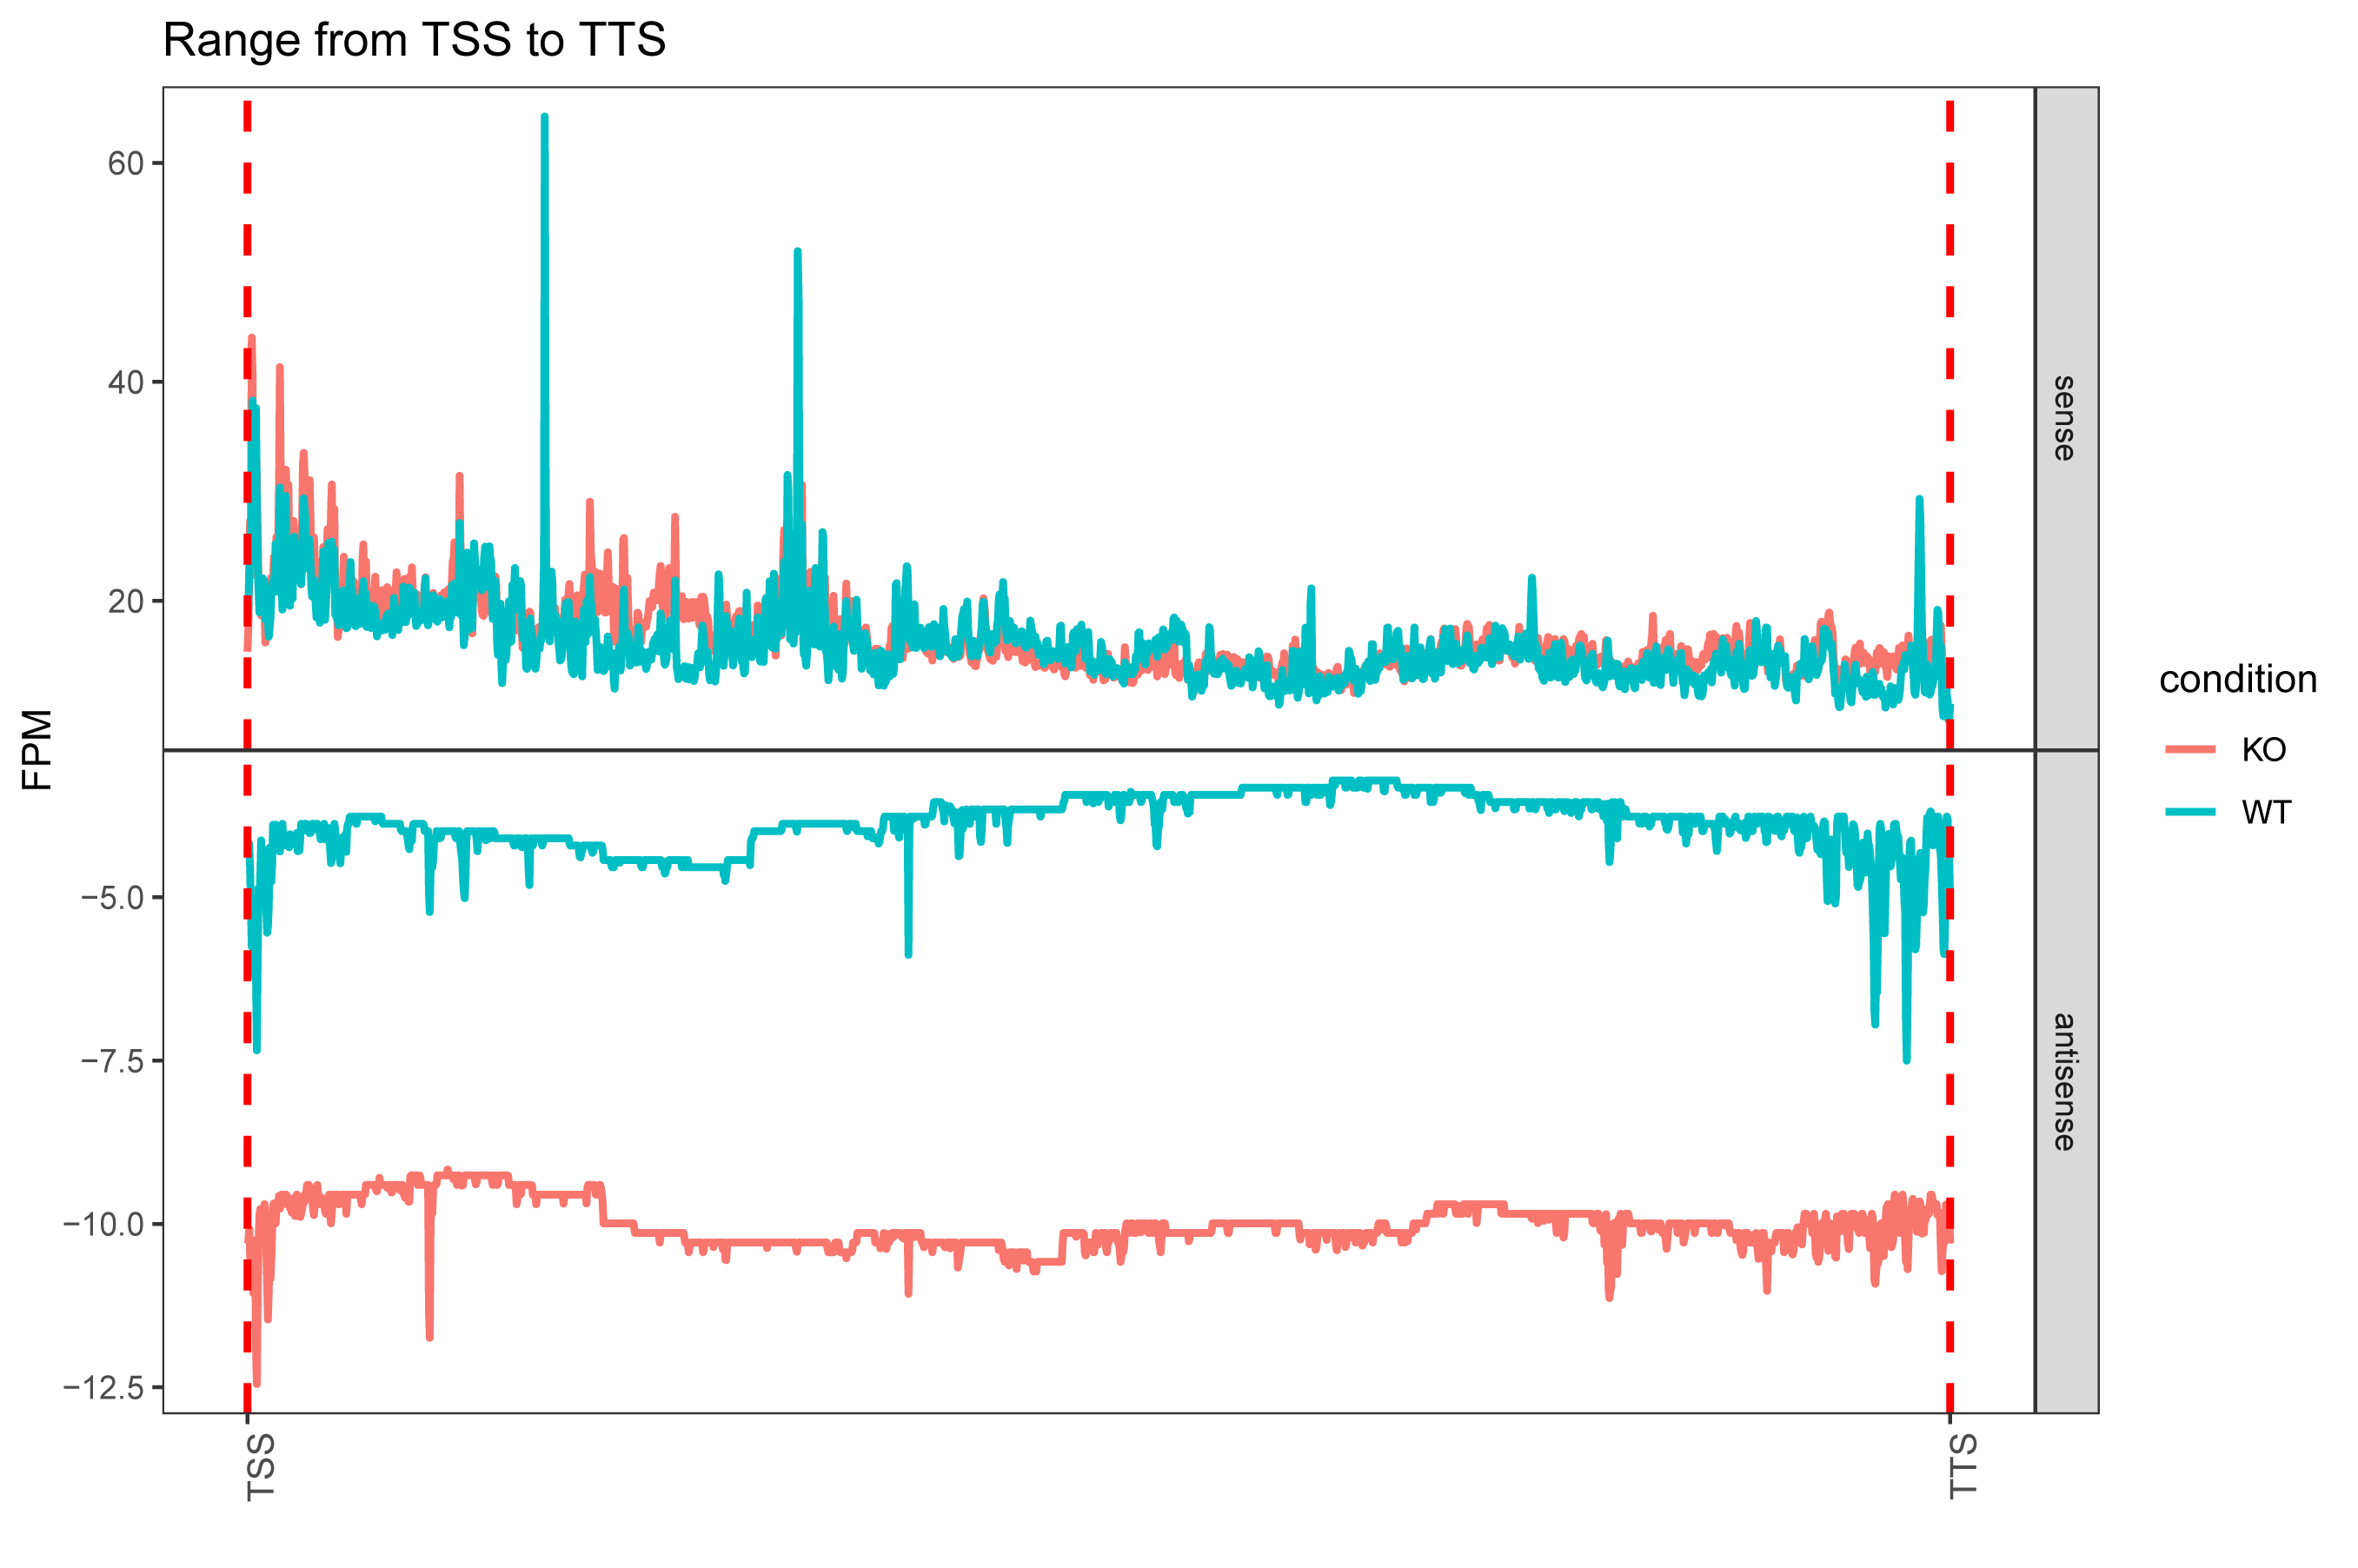 Range from TSS to TTS
60
40
20
sense
FPM
−5.0
−7.5
−10.0
−12.5
antisense
TSS
TTS
condition
KO
WT